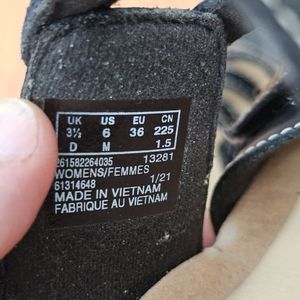 UK US EU CN
3½ 6 36 225
D M 1.5
261582264035 13281
WOMENS/FEMMES
61314648 1/21
MADE IN VIETNAM
FABRIQUE AU VIETNAM